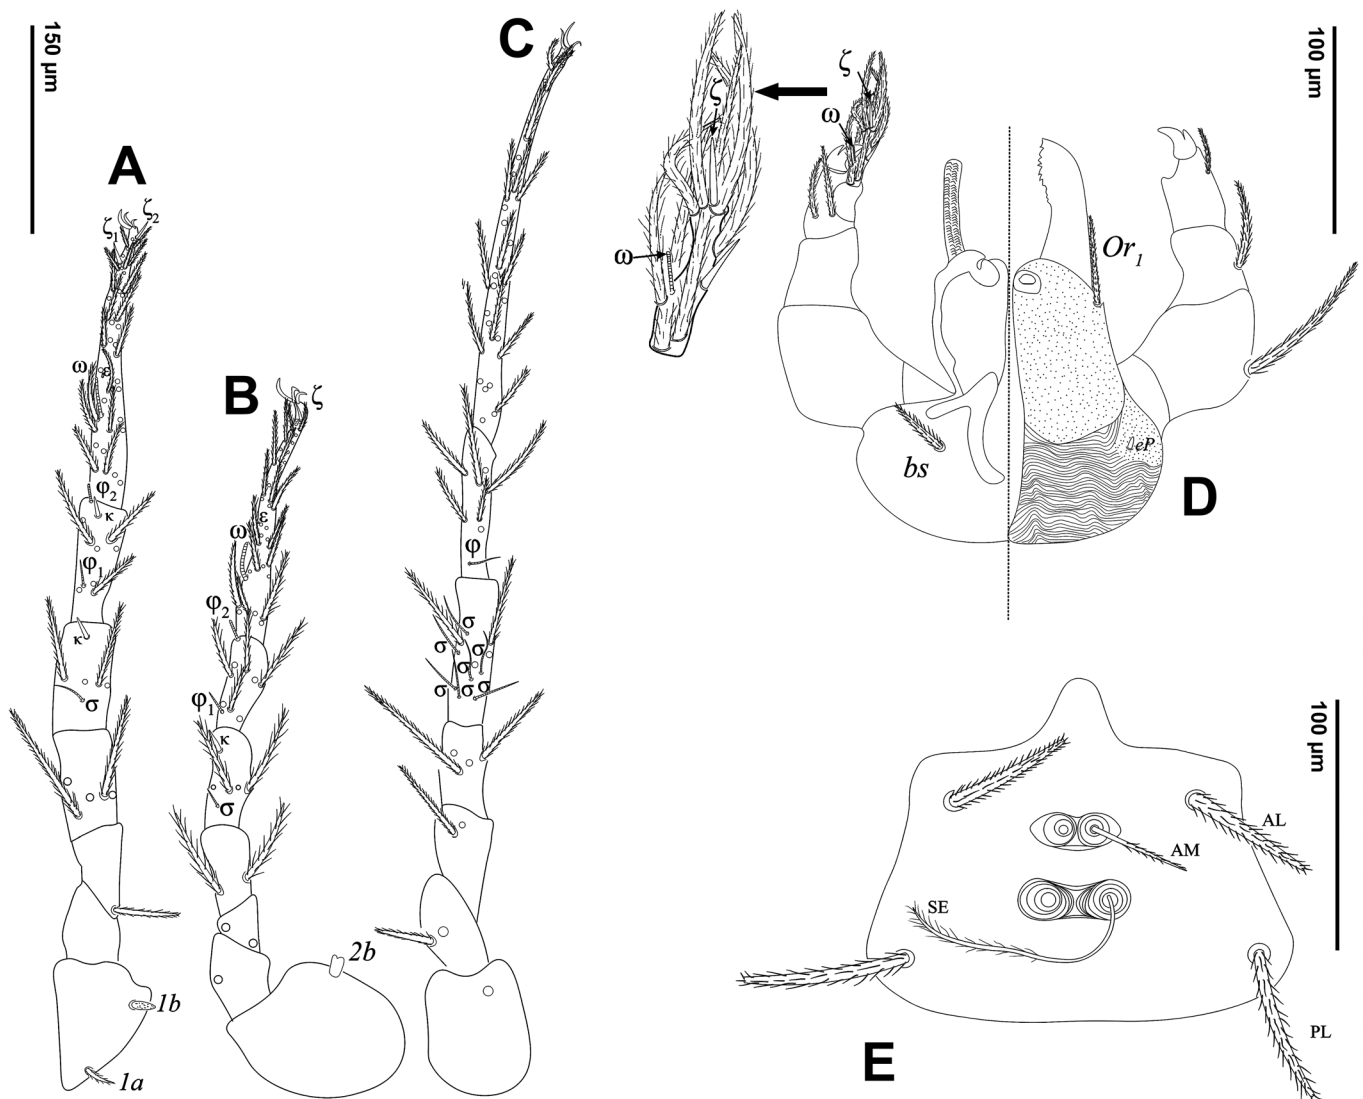 A
150 µm
ζ1
ζ2
ω
ε
φ2
κ
φ1
κ
σ
1b
1a
B
ζ
ε
ω
φ2
φ1
κ
σ
2b
C
φ
σ
σ
σ
σ
σ
σ
σ
D
100 µm
ζ
ω
ζ
ω
Or1
bs
eP
E
100 µm
AL
AM
SE
PL